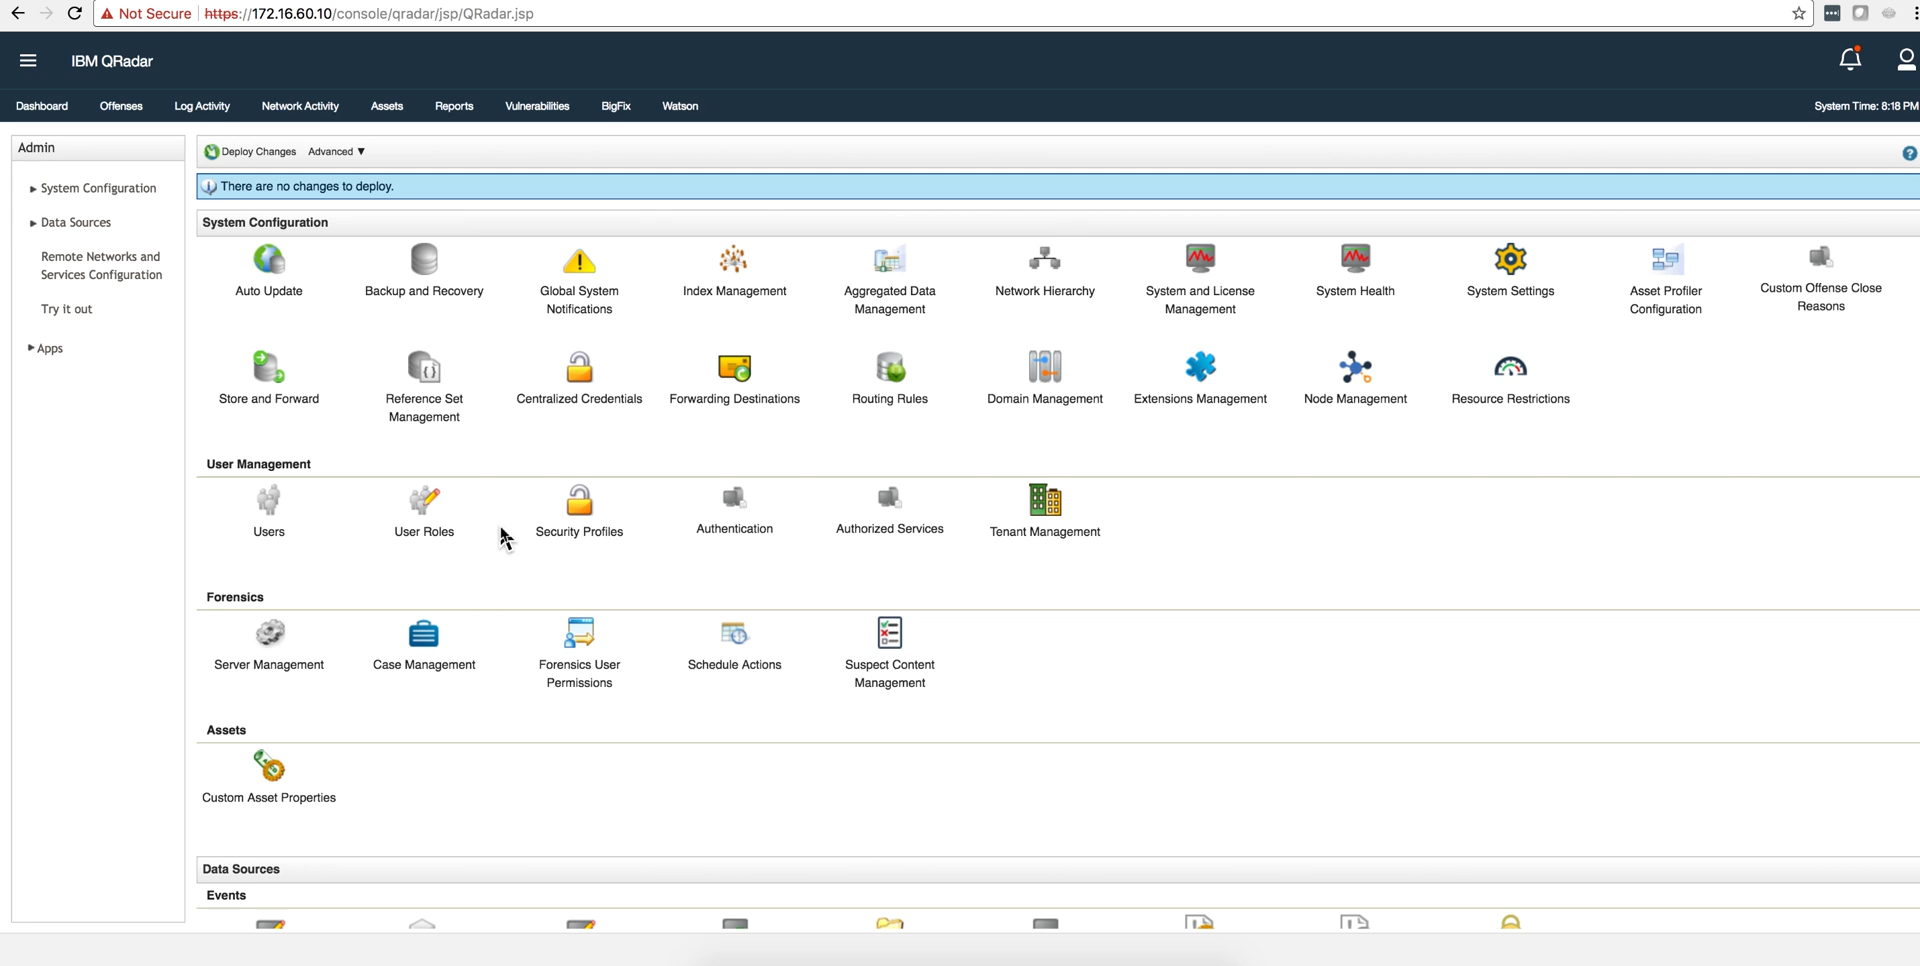 Not Secure https://172.16.60.10/console/qradar/jsp/QRadar.jsp
IBM QRadar
Dashboard Offenses Log Activity Network Activity Assets Reports Vulnerabilities BigFix Watson System Time: 8:18 PM
Admin
System Configuration
Data Sources
Remote Networks and
Services Configuration
Try it out
Apps
Deploy Changes Advanced ▼
There are no changes to deploy.
System Configuration
Auto Update
Backup and Recovery
Global System
Notifications
Index Management
Aggregated Data
Management
Network Hierarchy
System and License
Management
System Health
System Settings
Asset Profiler
Configuration
Custom Offense Close
Reasons
Store and Forward
Reference Set
Management
Centralized Credentials
Forwarding Destinations
Routing Rules
Domain Management
Extensions Management
Node Management
Resource Restrictions
User Management
Users
User Roles
Security Profiles
Authentication
Authorized Services
Tenant Management
Forensics
Server Management
Case Management
Forensics User
Permissions
Schedule Actions
Suspect Content
Management
Assets
Custom Asset Properties
Data Sources
Events